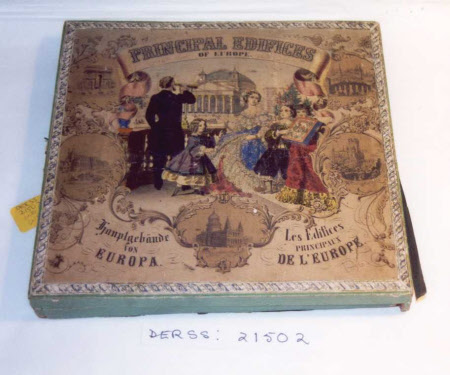 PRINCIPAL EDIFICES
OF EUROPE
Hauptgebäude
von
EUROPA
Les Edifices
PRINCIPAUX
DE L'EUROPE
DERSS: 21502